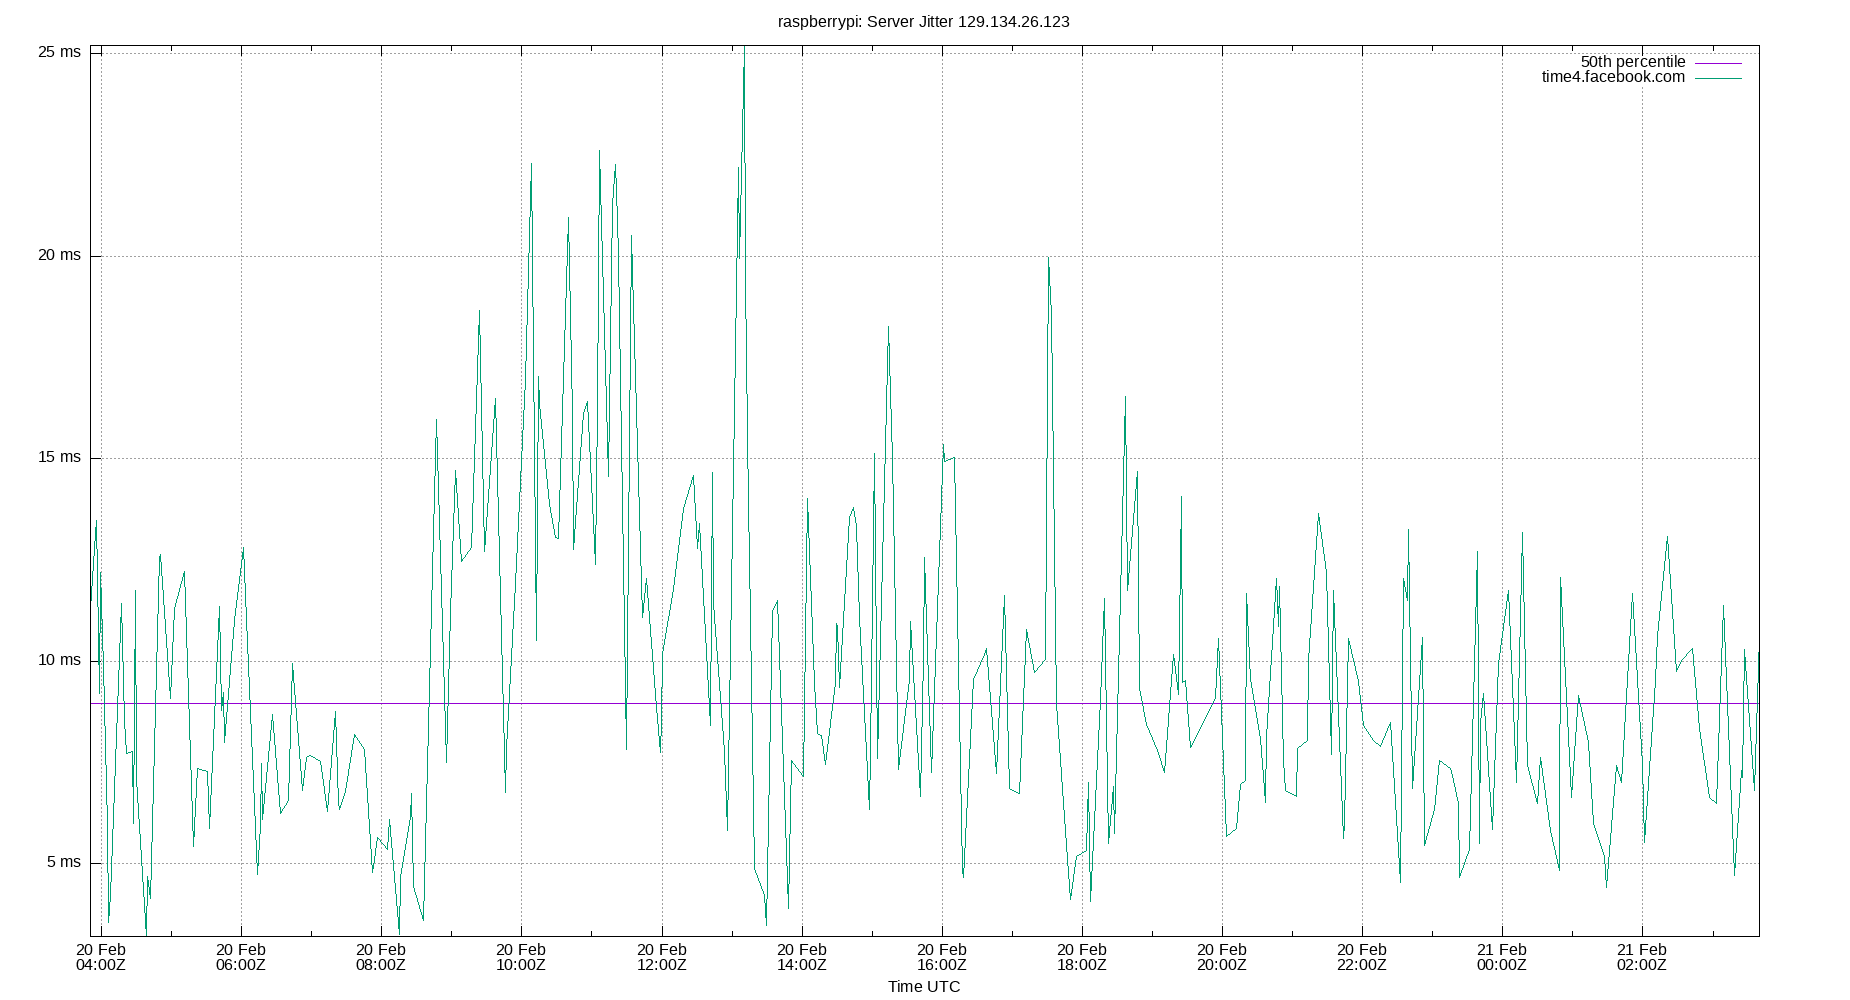 raspberrypi: Server Jitter 129.134.26.123
25 ms
50th percentile
time4.facebook.com
20 ms
15 ms
10 ms
5 ms
20 Feb 20 Feb 20 Feb 20 Feb 20 Feb 20 Feb 20 Feb 20 Feb 20 Feb 20 Feb 21 Feb 21 Feb
04:00Z 06:00Z 08:00Z 10:00Z 12:00Z 14:00Z 16:00Z 18:00Z 20:00Z 22:00Z 00:00Z 02:00Z
Time UTC